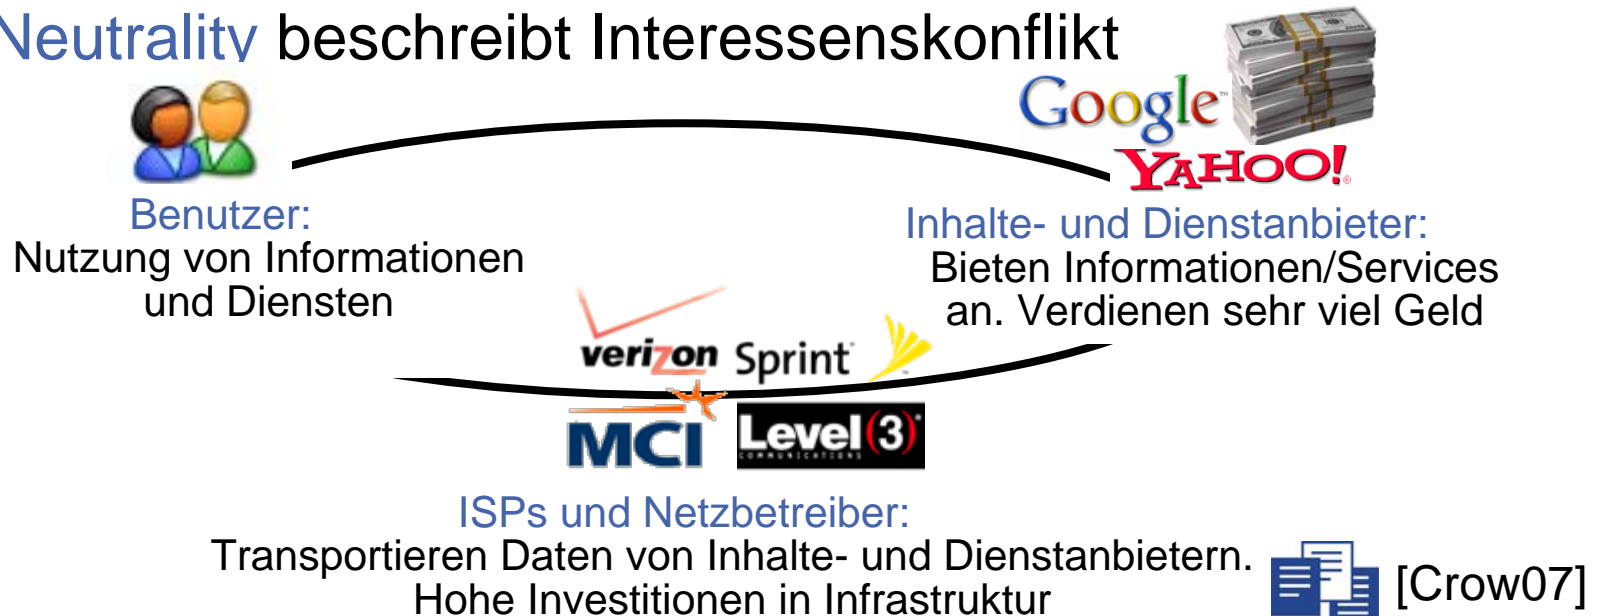 Neutrality beschreibt Interessenskonflikt
Google™
YAHOO!®
Benutzer:
Nutzung von Informationen
und Diensten
Inhalte- und Dienstanbieter:
Bieten Informationen/Services
an. Verdienen sehr viel Geld
verizon Sprint
MCI Level(3)
COMMUNICATIONS
ISPs und Netzbetreiber:
Transportieren Daten von Inhalte- und Dienstanbietern.
Hohe Investitionen in Infrastruktur
[Crow07]